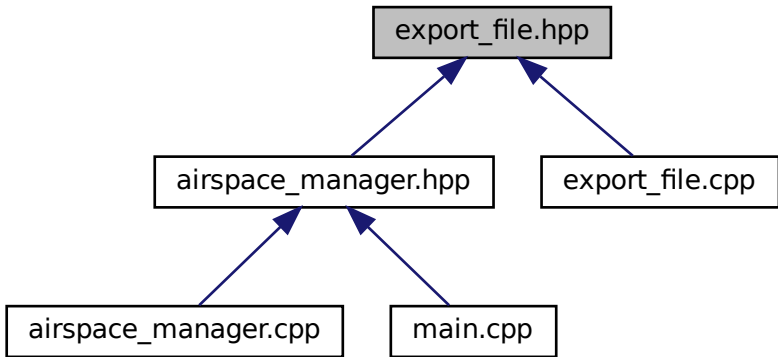 export_file.hpp
airspace_manager.hpp
export_file.cpp
airspace_manager.cpp
main.cpp